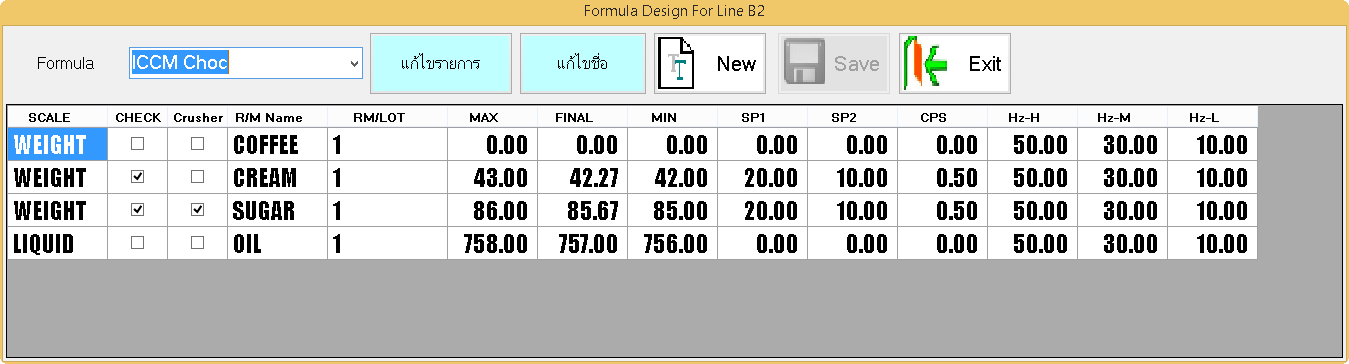 Formula Design For Line B2
Formula ICCM Choc แก้ไขรายการ แก้ไขชื่อ New Save Exit
SCALE CHECK Crusher R/M Name RM/LOT MAX FINAL MIN SP1 SP2 CPS Hz-H Hz-M Hz-L
WEIGHT COFFEE 1 0.00 0.00 0.00 0.00 0.00 0.00 50.00 30.00 10.00
WEIGHT CREAM 1 43.00 42.27 42.00 20.00 10.00 0.50 50.00 30.00 10.00
WEIGHT SUGAR 1 86.00 85.67 85.00 20.00 10.00 0.50 50.00 30.00 10.00
LIQUID OIL 1 758.00 757.00 756.00 0.00 0.00 0.00 50.00 30.00 10.00